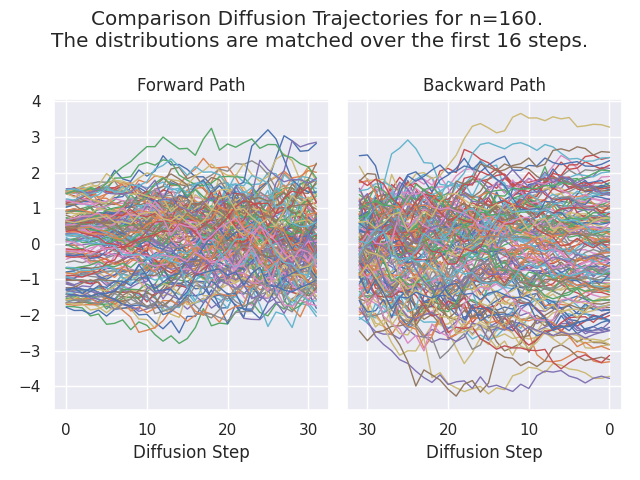 Comparison Diffusion Trajectories for n=160.
The distributions are matched over the first 16 steps.
Forward Path
Backward Path
4
3
2
1
0
−1
−2
−3
−4
0 10 20 30
30 20 10 0
Diffusion Step
Diffusion Step